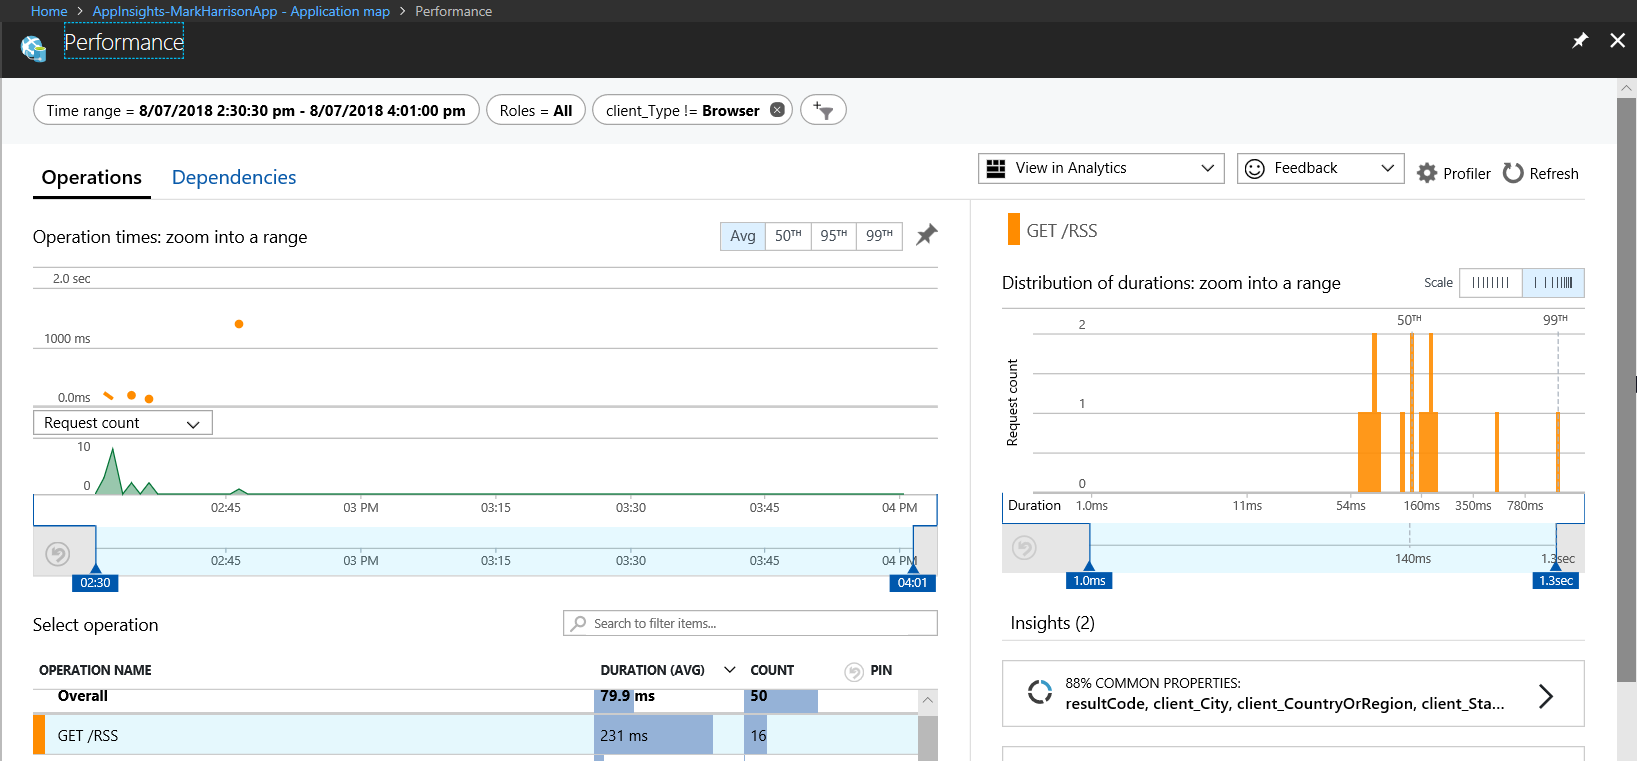 Home > AppInsights-MarkHarrisonApp - Application map > Performance
Performance
Time range = 8/07/2018 2:30:30 pm - 8/07/2018 4:01:00 pm
Roles = All
client_Type != Browser
Operations
Dependencies
View in Analytics
Feedback
Profiler
Refresh
Operation times: zoom into a range
Avg
50TH
95TH
99TH
2.0 sec
1000 ms
0.0ms
Request count
10
0
02:45
03 PM
03:15
03:30
03:45
04 PM
02:45
03 PM
03:15
03:30
03:45
04 PM
02:30
04:01
Select operation
Search to filter items...
OPERATION NAME
DURATION (AVG)
COUNT
PIN
Overall
79.9 ms
50
GET /RSS
231 ms
16
GET /RSS
Distribution of durations: zoom into a range
Scale
50TH
99TH
Request count
2
1
0
Duration
1.0ms
11ms
54ms
160ms
350ms
780ms
140ms
1.3sec
1.0ms
1.3sec
Insights (2)
88% COMMON PROPERTIES:
resultCode, client_City, client_CountryOrRegion, client_Sta...